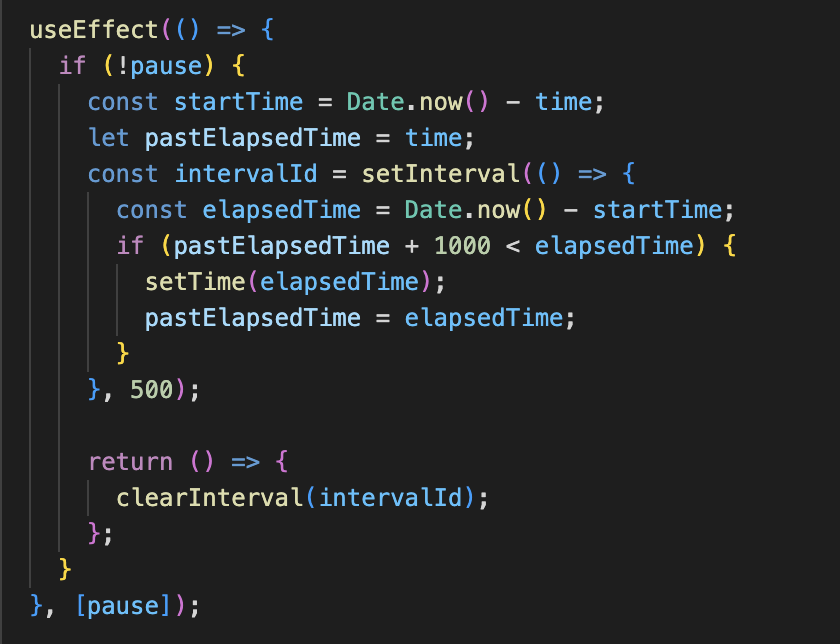 useEffect(() => {
  if (!pause) {
    const startTime = Date.now() - time;
    let pastElapsedTime = time;
    const intervalId = setInterval(() => {
      const elapsedTime = Date.now() - startTime;
      if (pastElapsedTime + 1000 < elapsedTime) {
        setTime(elapsedTime);
        pastElapsedTime = elapsedTime;
      }
    }, 500);

    return () => {
      clearInterval(intervalId);
    };
  }
}, [pause]);